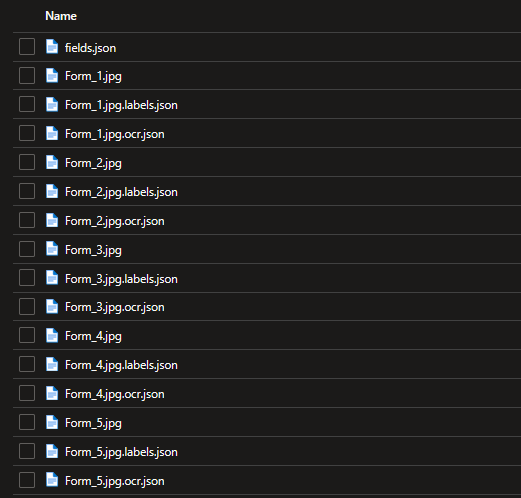 Name
fields.json
Form_1.jpg
Form_1.jpg.labels.json
Form_1.jpg.ocr.json
Form_2.jpg
Form_2.jpg.labels.json
Form_2.jpg.ocr.json
Form_3.jpg
Form_3.jpg.labels.json
Form_3.jpg.ocr.json
Form_4.jpg
Form_4.jpg.labels.json
Form_4.jpg.ocr.json
Form_5.jpg
Form_5.jpg.labels.json
Form_5.jpg.ocr.json